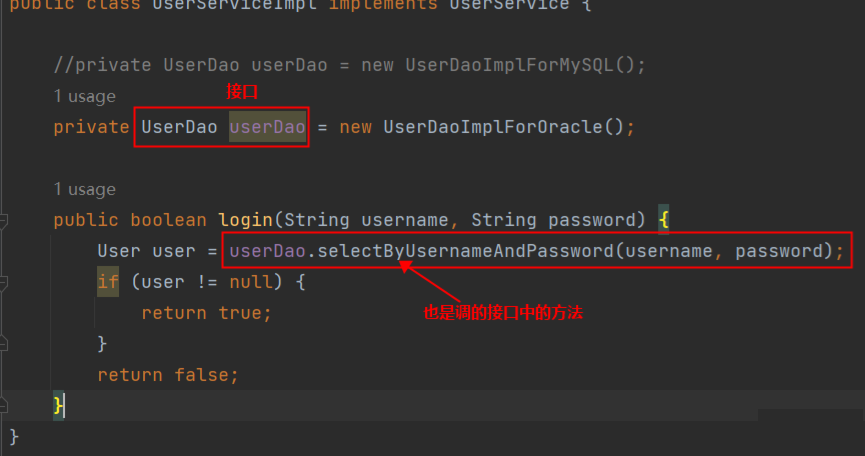 public class UserServiceImpl implements UserService {
//private UserDao userDao = new UserDaoImplForMySQL();
1 usage
接口
private UserDao userDao = new UserDaoImplForOracle();
1 usage
public boolean login(String username, String password) {
User user = userDao.selectByUsernameAndPassword(username, password);
if (user != null) {
return true;
也是调的接口中的方法
}
return false;
}
}